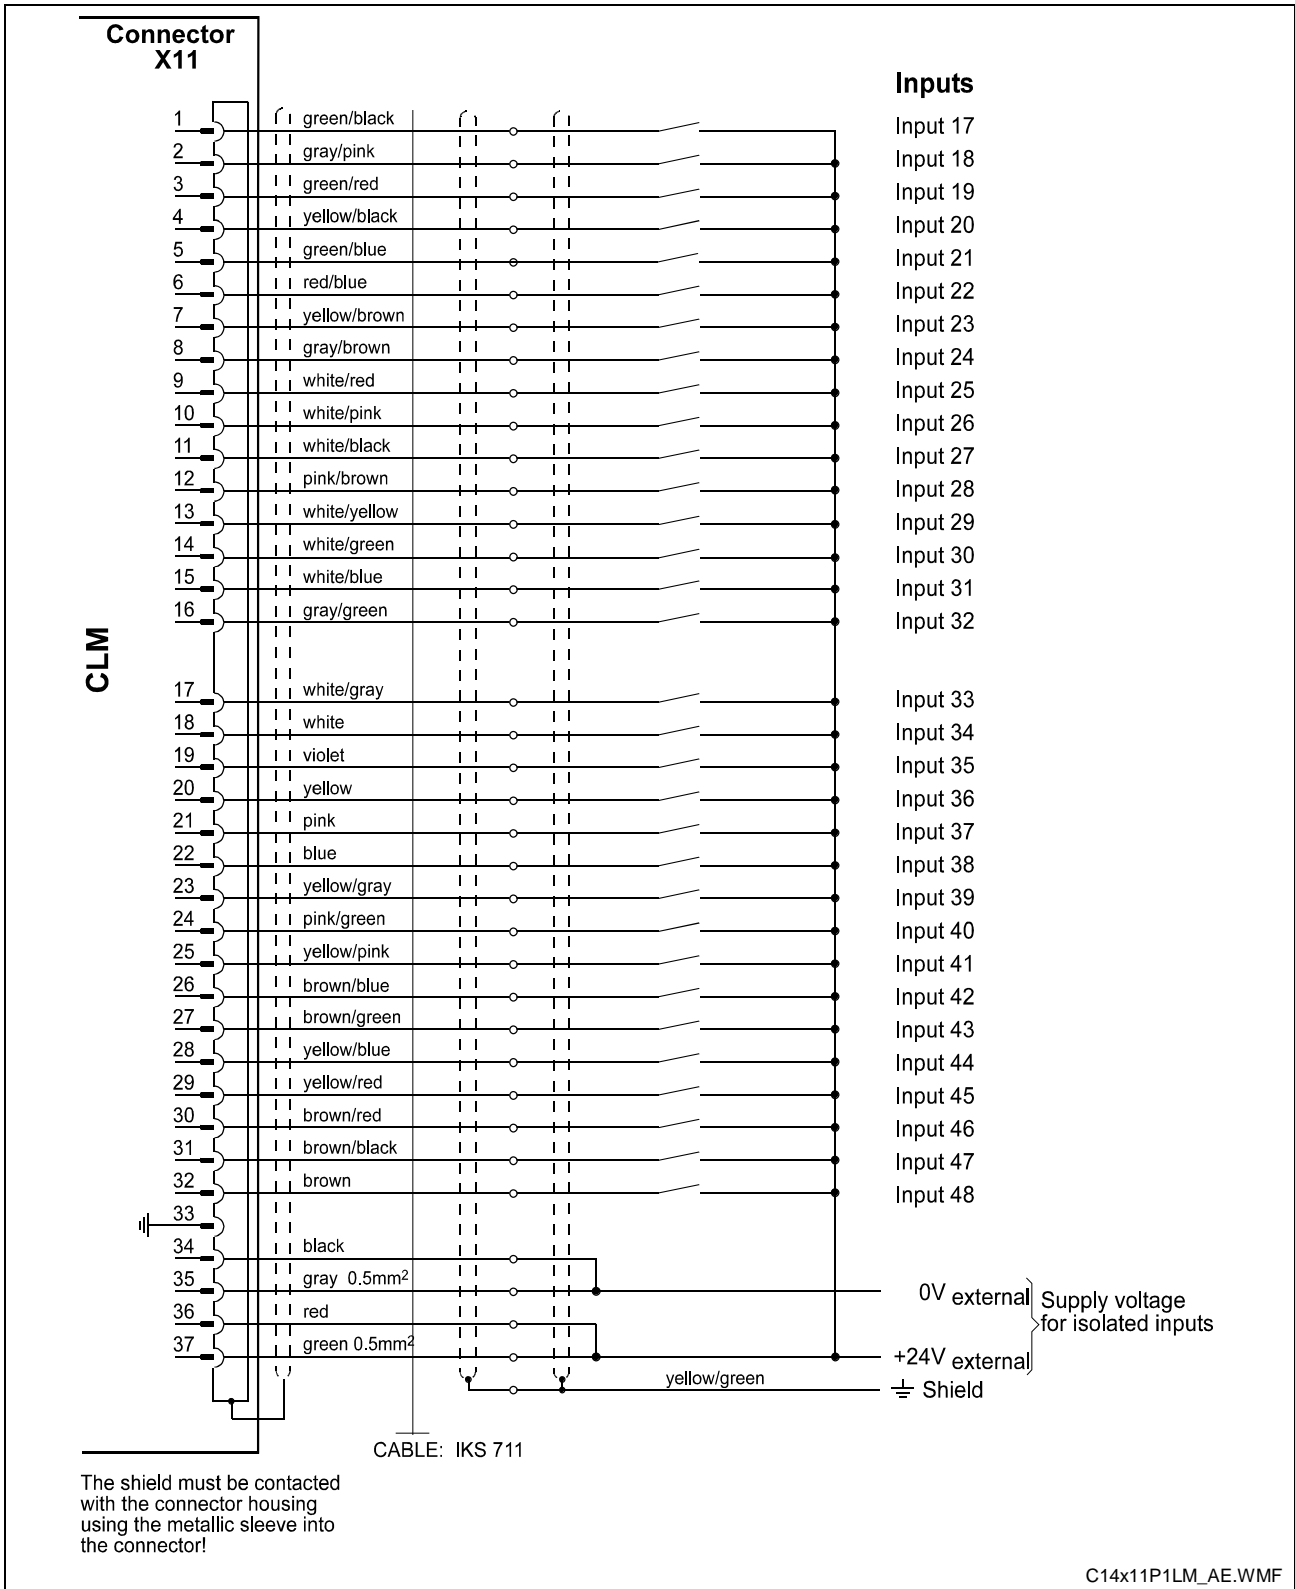 Connector
X11
Inputs
1 green/black Input 17
2 gray/pink Input 18
3 green/red Input 19
4 yellow/black Input 20
5 green/blue Input 21
6 red/blue Input 22
7 yellow/brown Input 23
8 gray/brown Input 24
9 white/red Input 25
10 white/pink Input 26
11 white/black Input 27
12 pink/brown Input 28
13 white/yellow Input 29
14 white/green Input 30
15 white/blue Input 31
16 gray/green Input 32
CLM
17 white/gray Input 33
18 white Input 34
19 violet Input 35
20 yellow Input 36
21 pink Input 37
22 blue Input 38
23 yellow/gray Input 39
24 pink/green Input 40
25 yellow/pink Input 41
26 brown/blue Input 42
27 brown/green Input 43
28 yellow/blue Input 44
29 yellow/red Input 45
30 brown/red Input 46
31 brown/black Input 47
32 brown Input 48
33
34 black
35 gray 0.5mm² 0V external
36 red
37 green 0.5mm² +24V external
Supply voltage
for isolated inputs
yellow/green Shield
CABLE: IKS 711
The shield must be contacted
with the connector housing
using the metallic sleeve into
the connector!
C14x11P1LM_AE.WMF